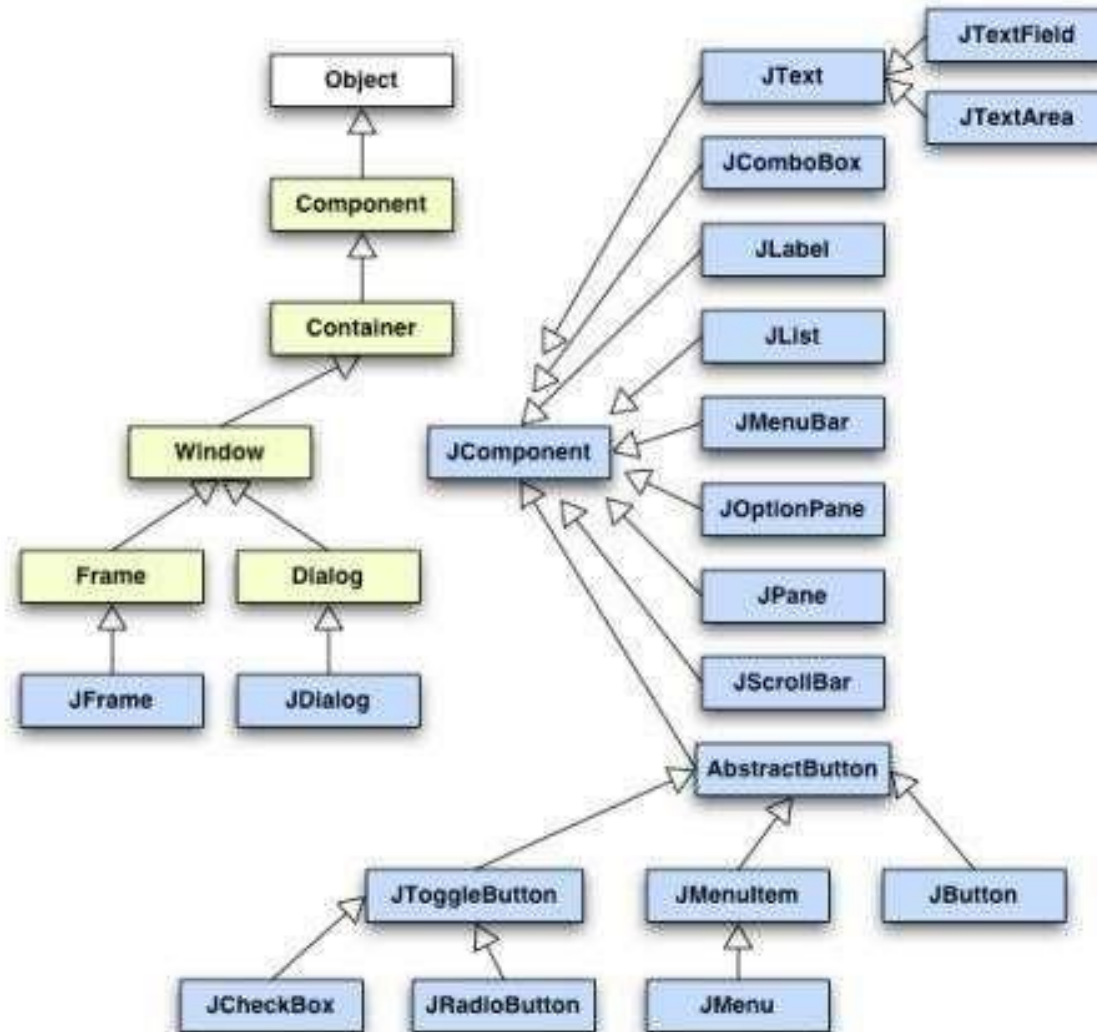 JTextField
Object
JText
JTextArea
JComboBox
Component
JLabel
Container
JList
Window
JComponent
JMenuBar
JOptionPane
Frame
Dialog
JPane
JFrame
JDialog
JScrollBar
AbstractButton
JToggleButton
JMenuItem
JButton
JCheckBox
JRadioButton
JMenu